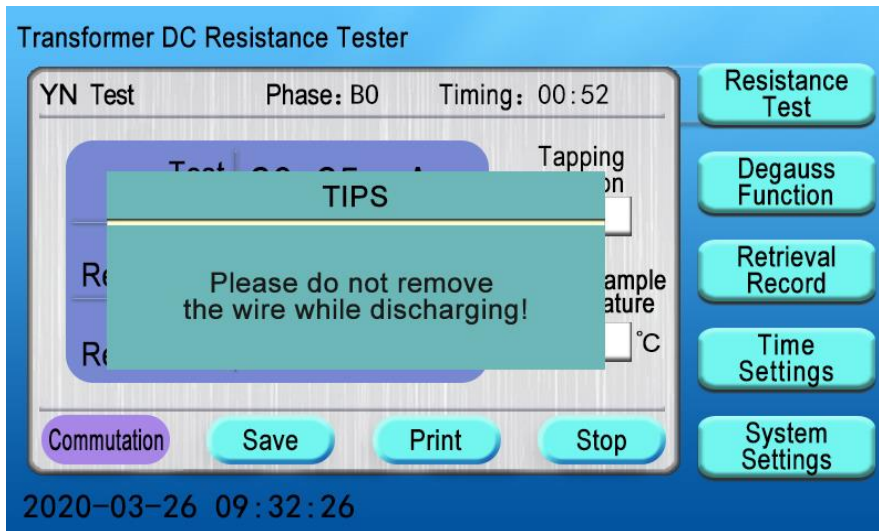 Transformer DC Resistance Tester
YN Test Phase: B0 Timing: 00:52
Resistance
Test
Tapping
TIPS
Degauss
Function
Please do not remove
the wire while discharging!
Retrieval
Record
°C
Time
Settings
Commutation Save Print Stop
System
Settings
2020-03-26 09:32:26